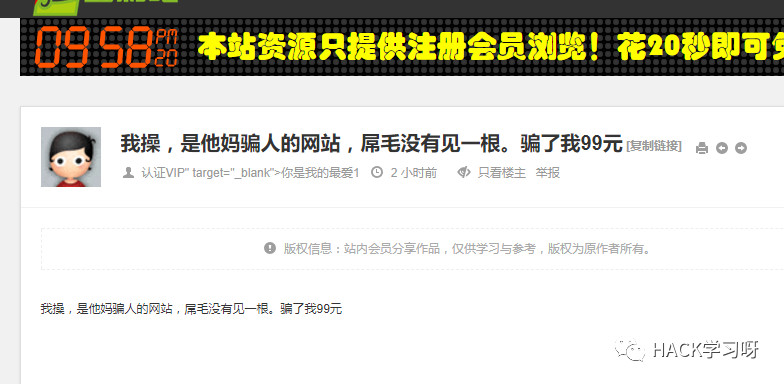 09:58 PM 20 本站资源只提供注册会员浏览！花20秒即可免
我操，是他妈骗人的网站，屌毛没有见一根。骗了我99元 [复制链接]
认证VIP" target="_blank">你是我的最爱1 2 小时前 只看楼主 举报
版权信息：站内会员分享作品，仅供学习与参考，版权为原作者所有。
我操，是他妈骗人的网站，屌毛没有见一根。骗了我99元
HACK学习呀